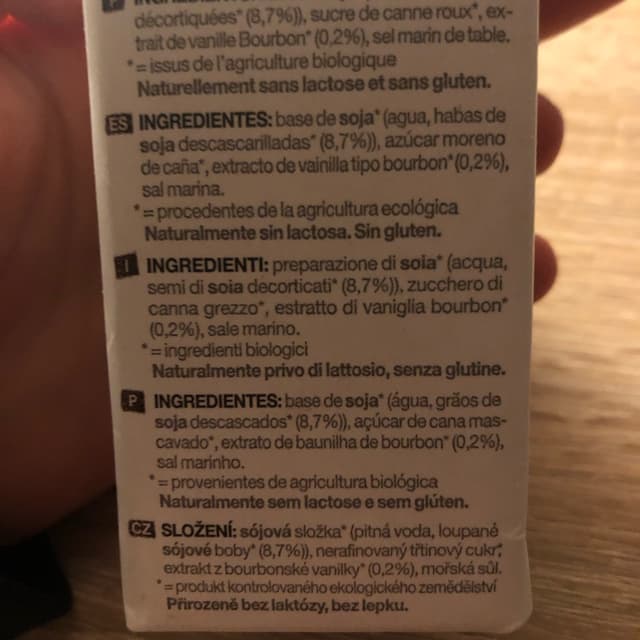 INGRÉDIENTS:
décortiquées* (8,7%)), sucre de canne roux*, ex-
trait de vanille Bourbon* (0,2%), sel marin de table.
*= issus de l'agriculture biologique
Naturellement sans lactose et sans gluten.
ES INGREDIENTES: base de soja* (agua, habas de
soja descascarilladas* (8,7%)), azúcar moreno
de caña*, extracto de vainilla tipo bourbon* (0,2%),
sal marina.
*= procedentes de la agricultura ecológica
Naturalmente sin lactosa. Sin gluten.
I INGREDIENTI: preparazione di soia* (acqua,
semi di soia decorticati* (8,7%)), zucchero di
canna grezzo*, estratto di vaniglia bourbon*
(0,2%), sale marino.
*= ingredienti biologici
Naturalmente privo di lattosio, senza glutine.
P INGREDIENTES: base de soja* (água, grãos de
soja descascados* (8,7%)), açúcar de cana mas-
cavado*, extrato de baunilha de bourbon* (0,2%),
sal marinho.
*= provenientes de agricultura biológica
Naturalmente sem lactose e sem glúten.
CZ SLOŽENÍ: sójová složka* (pitná voda, loupané
sójové boby* (8,7%)), nerafinovaný třtinový cukr*,
extrakt z bourbonské vanilky* (0,2%), mořská sůl.
*= produkt kontrolovaného ekologického zemědělství
Přirozeně bez laktózy, bez lepku.